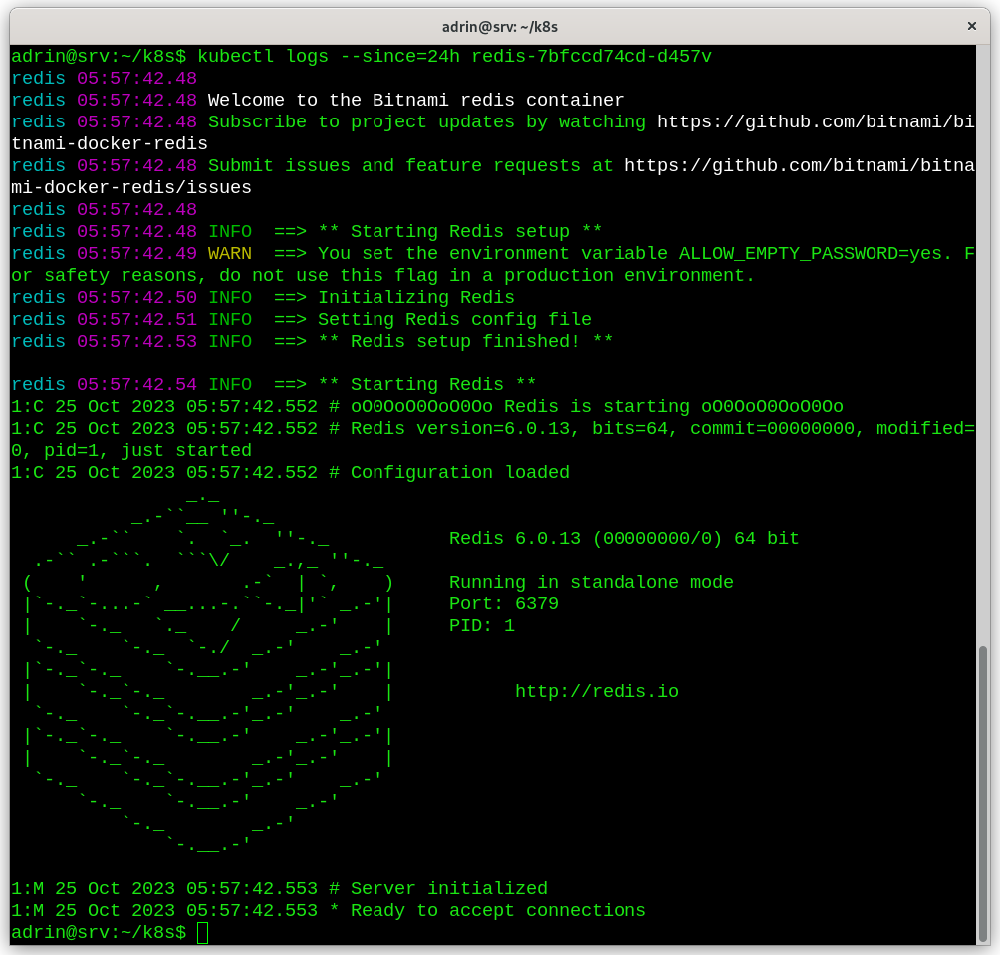 adrin@srv: ~/k8s
×
adrin@srv:~/k8s$ kubectl logs --since=24h redis-7bfccd74cd-d457v
redis 05:57:42.48
redis 05:57:42.48 Welcome to the Bitnami redis container
redis 05:57:42.48 Subscribe to project updates by watching https://github.com/bitnami/bi
tnami-docker-redis
redis 05:57:42.48 Submit issues and feature requests at https://github.com/bitnami/bitna
mi-docker-redis/issues
redis 05:57:42.48
redis 05:57:42.48 INFO  ==> ** Starting Redis setup **
redis 05:57:42.49 WARN  ==> You set the environment variable ALLOW_EMPTY_PASSWORD=yes. F
or safety reasons, do not use this flag in a production environment.
redis 05:57:42.50 INFO  ==> Initializing Redis
redis 05:57:42.51 INFO  ==> Setting Redis config file
redis 05:57:42.53 INFO  ==> ** Redis setup finished! **
redis 05:57:42.54 INFO  ==> ** Starting Redis **
1:C 25 Oct 2023 05:57:42.552 # oO0OoO0OoO0Oo Redis is starting oO0OoO0OoO0Oo
1:C 25 Oct 2023 05:57:42.552 # Redis version=6.0.13, bits=64, commit=00000000, modified=
0, pid=1, just started
1:C 25 Oct 2023 05:57:42.552 # Configuration loaded
Redis 6.0.13 (00000000/0) 64 bit
Running in standalone mode
Port: 6379
PID: 1
http://redis.io
1:M 25 Oct 2023 05:57:42.553 # Server initialized
1:M 25 Oct 2023 05:57:42.553 * Ready to accept connections
adrin@srv:~/k8s$